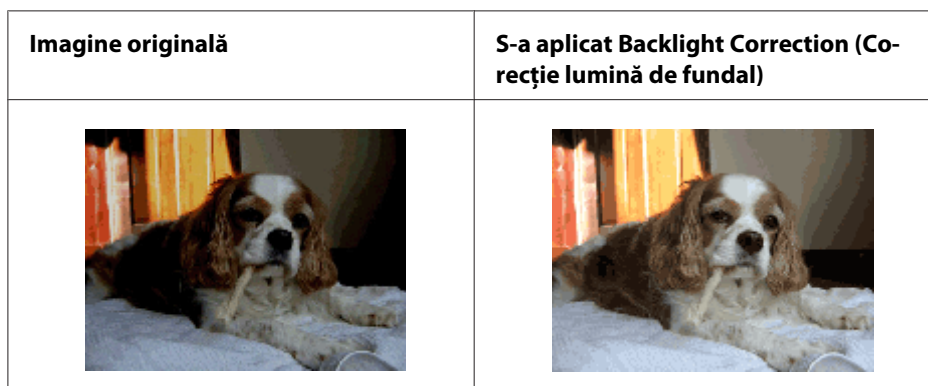 Imagine originală
S-a aplicat Backlight Correction (Co-
recție lumină de fundal)